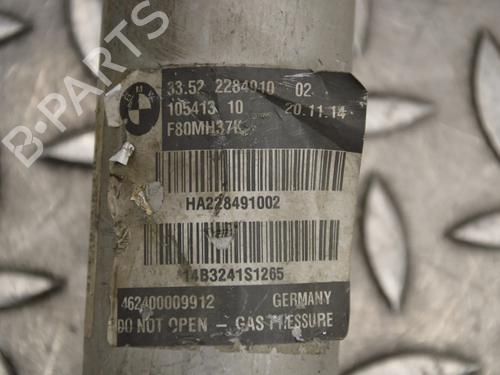 B-Parts
BMW
33.52 2284910 02
105413 10 20.11.14
F80MH37K
HA228491002
14B3241S1265
462400009912 GERMANY
DO NOT OPEN - GAS PRESSURE